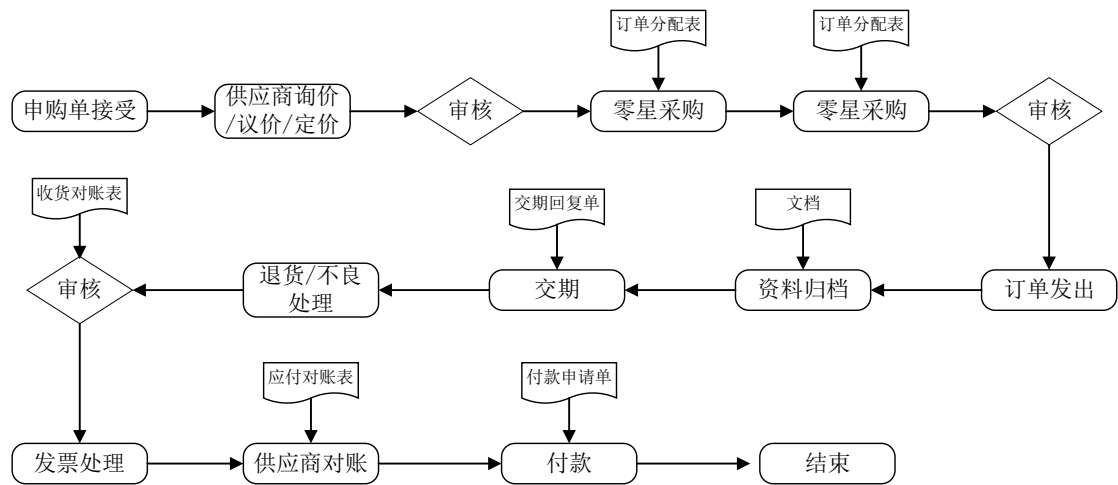 订单分配表
订单分配表
申购单接受
供应商询价
/议价/定价
审核
零星采购
零星采购
审核
收货对账表
交期回复单
文档
审核
退货/不良
处理
交期
资料归档
订单发出
应付对账表
付款申请单
发票处理
供应商对账
付款
结束